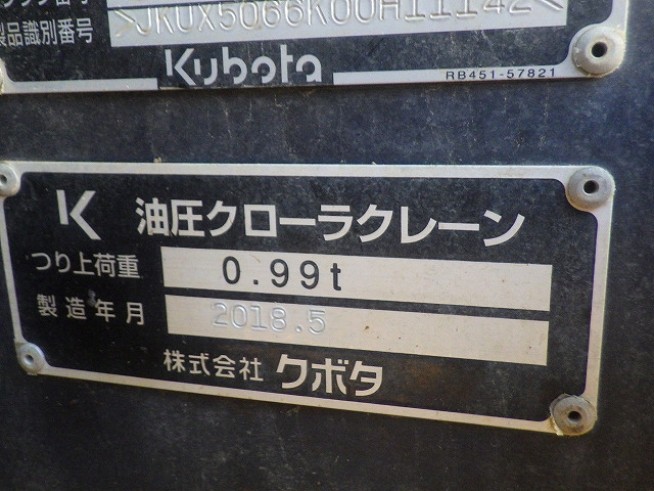 製品識別番号 >JKUX5066K00H11142<
Kubota
RB451-57821
K 油圧クローラクレーン
つり上荷重 0.99t
製造年月 2018.5
株式会社 クボタ